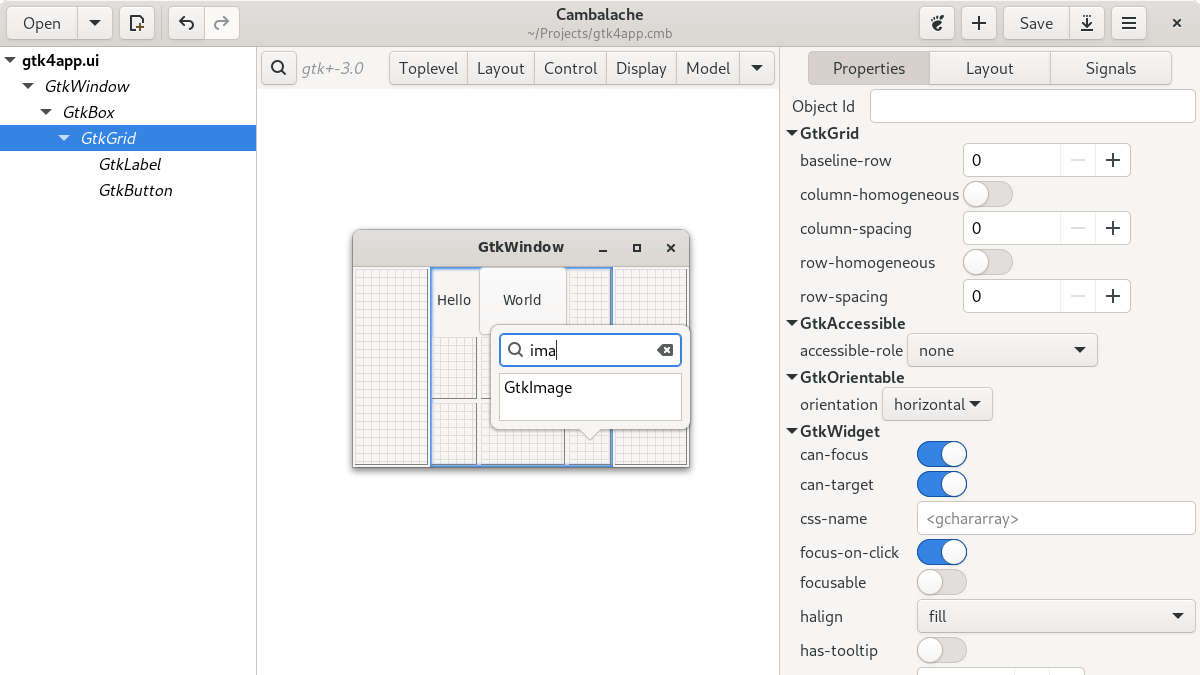 Open
Cambalache
~/Projects/gtk4app.cmb
Save
gtk4app.ui
GtkWindow
GtkBox
GtkGrid
GtkLabel
GtkButton
gtk+-3.0
Toplevel
Layout
Control
Display
Model
GtkWindow
Hello
World
ima
GtkImage
Properties
Layout
Signals
Object Id
GtkGrid
baseline-row 0
column-homogeneous
column-spacing 0
row-homogeneous
row-spacing 0
GtkAccessible
accessible-role none
GtkOrientable
orientation horizontal
GtkWidget
can-focus
can-target
css-name <gchararray>
focus-on-click
focusable
halign fill
has-tooltip